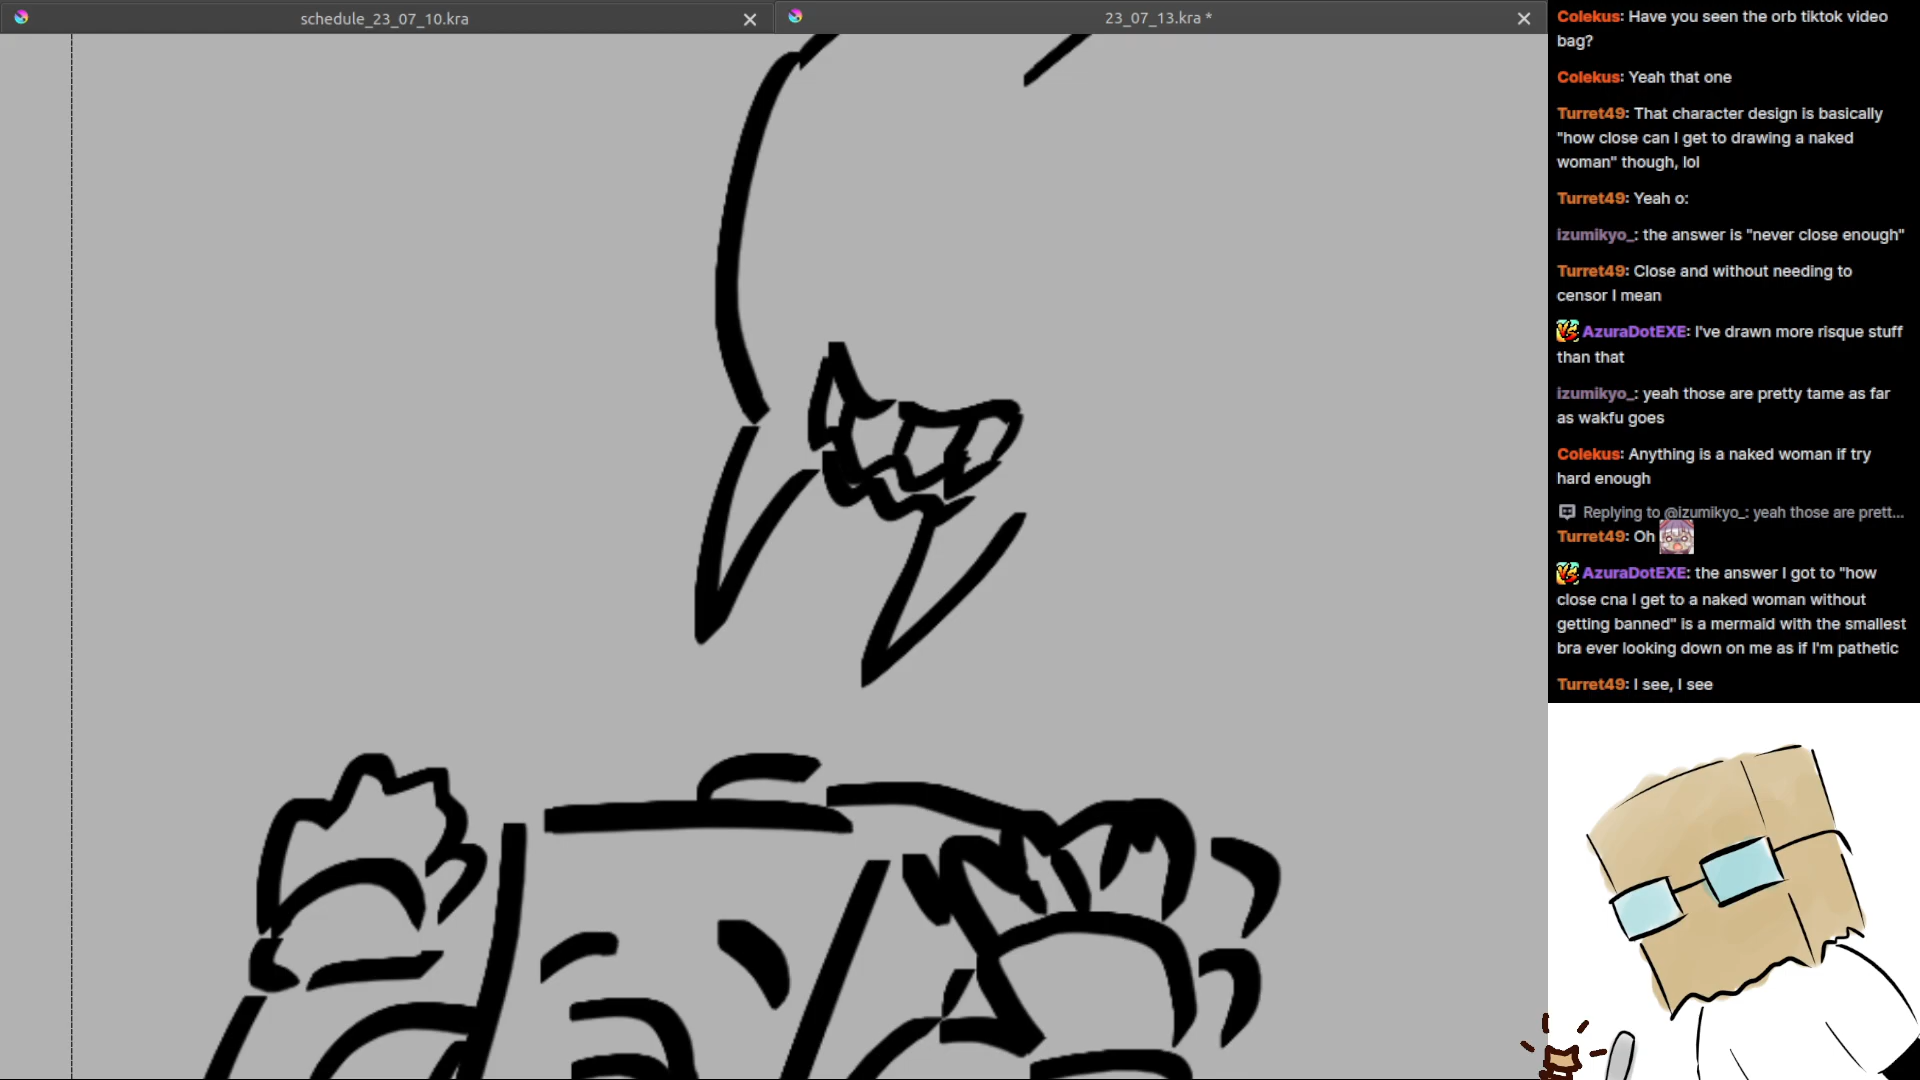 schedule_23_07_10.kra
23_07_13.kra *
Colekus: Have you seen the orb tiktok video
bag?
Colekus: Yeah that one
Turret49: That character design is basically
"how close can I get to drawing a naked
woman" though, lol
Turret49: Yeah o:
izumikyo_: the answer is "never close enough"
Turret49: Close and without needing to
censor I mean
AzuraDotEXE: I've drawn more risque stuff
than that
izumikyo_: yeah those are pretty tame as far
as wakfu goes
Colekus: Anything is a naked woman if try
hard enough
Replying to @izumikyo_: yeah those are prett...
Turret49: Oh
AzuraDotEXE: the answer I got to "how
close cna I get to a naked woman without
getting banned" is a mermaid with the smallest
bra ever looking down on me as if I'm pathetic
Turret49: I see, I see